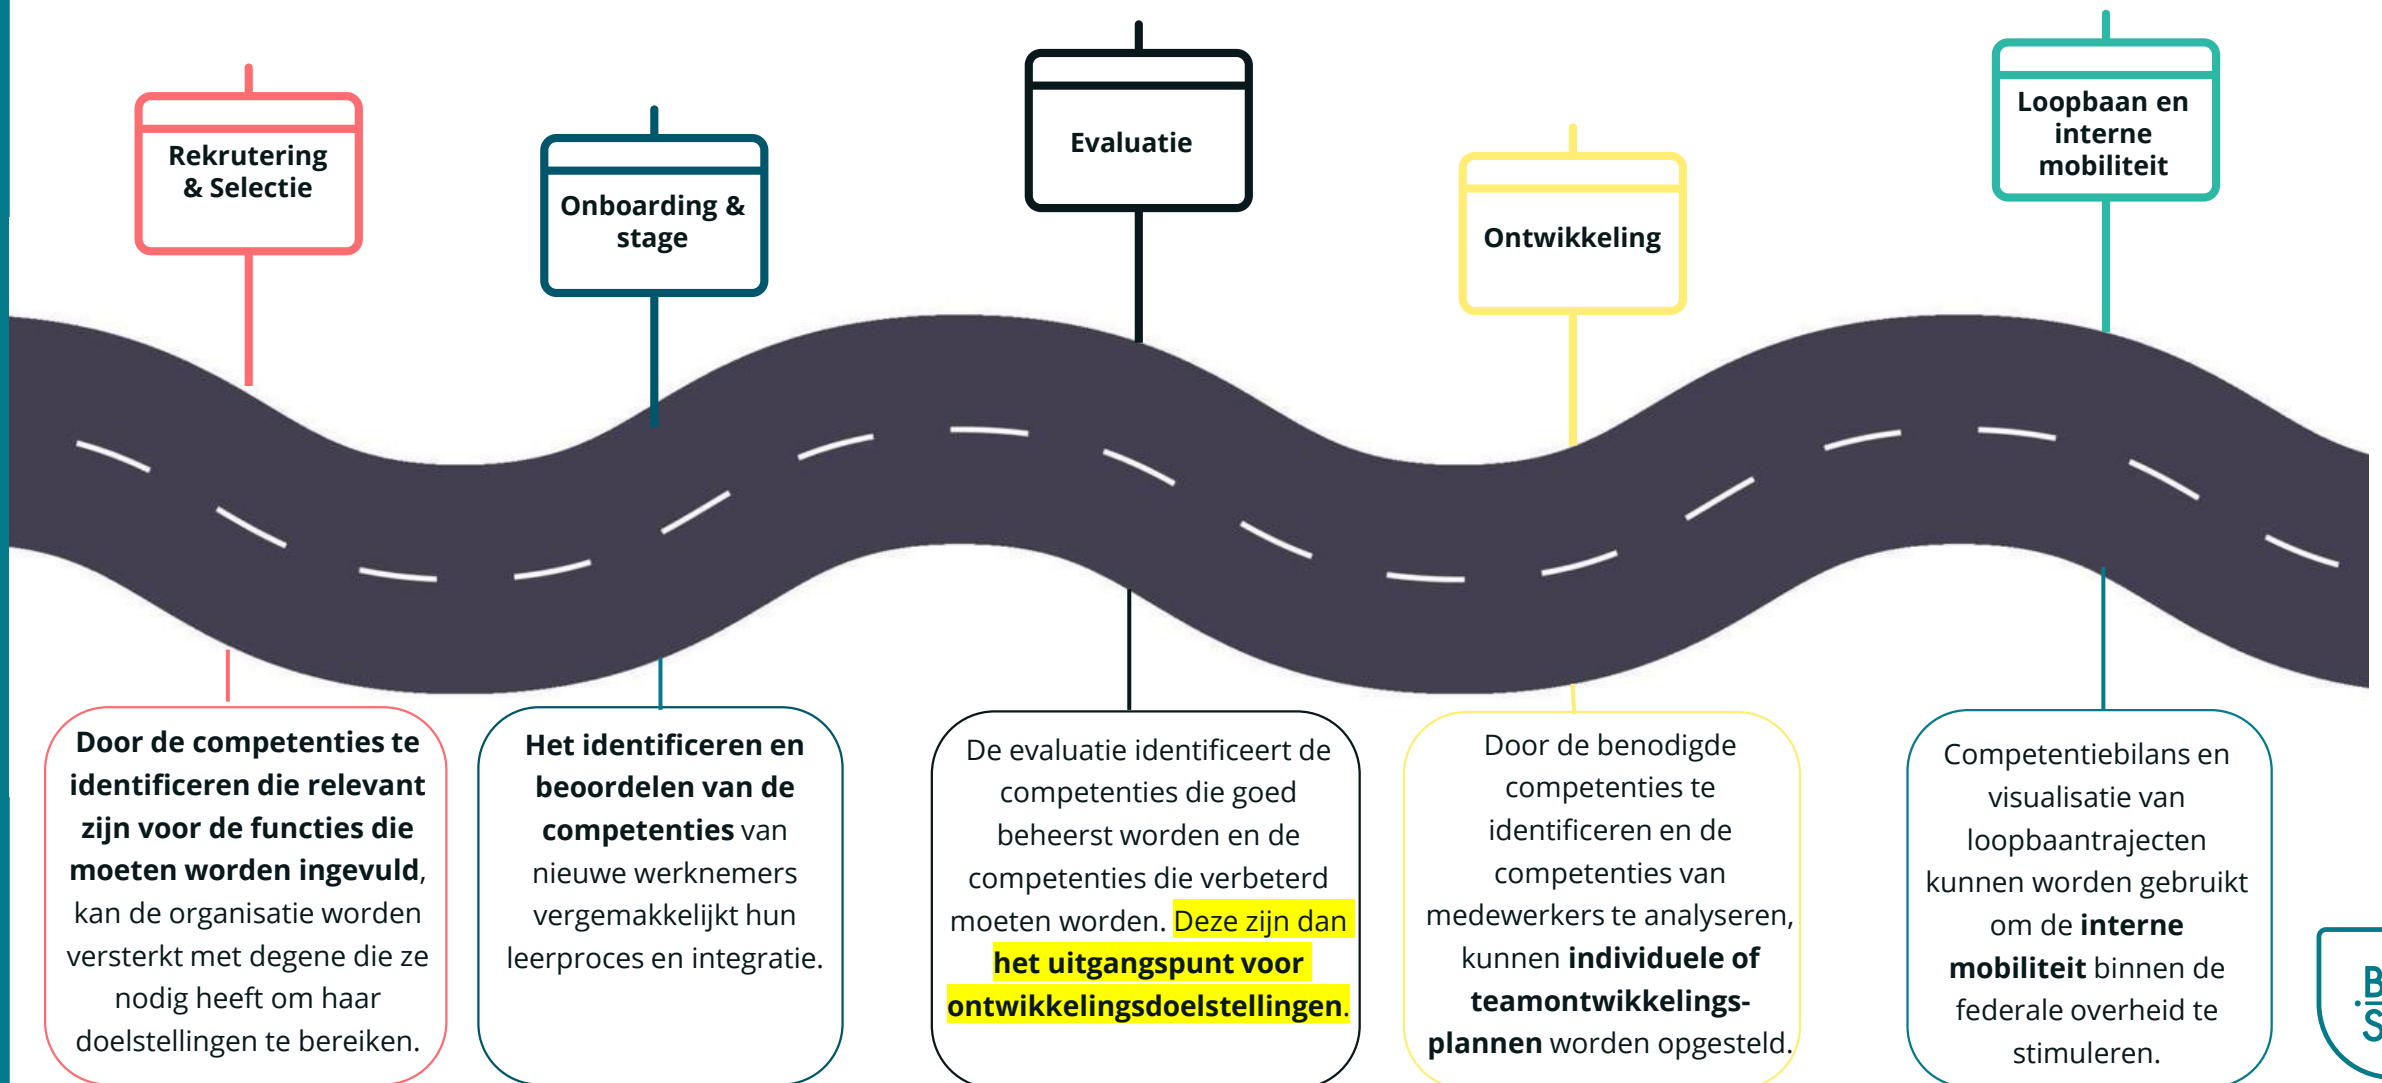 Rekrutering
& Selectie
Onboarding &
stage
Evaluatie
Ontwikkeling
Loopbaan en
interne
mobiliteit
Door de competenties te
identificeren die relevant
zijn voor de functies die
moeten worden ingevuld,
kan de organisatie worden
versterkt met degene die ze
nodig heeft om haar
doelstellingen te bereiken.
Het identificeren en
beoordelen van de
competenties van
nieuwe werknemers
vergemakkelijkt hun
leerproces en integratie.
De evaluatie identificeert de
competenties die goed
beheerst worden en de
competenties die verbeterd
moeten worden. Deze zijn dan
het uitgangspunt voor
ontwikkelingsdoelstellingen.
Door de benodigde
competenties te
identificeren en de
competenties van
medewerkers te analyseren,
kunnen individuele of
teamontwikkelings-
plannen worden opgesteld.
Competentiebilans en
visualisatie van
loopbaantrajecten
kunnen worden gebruikt
om de interne
mobiliteit binnen de
federale overheid te
stimuleren.